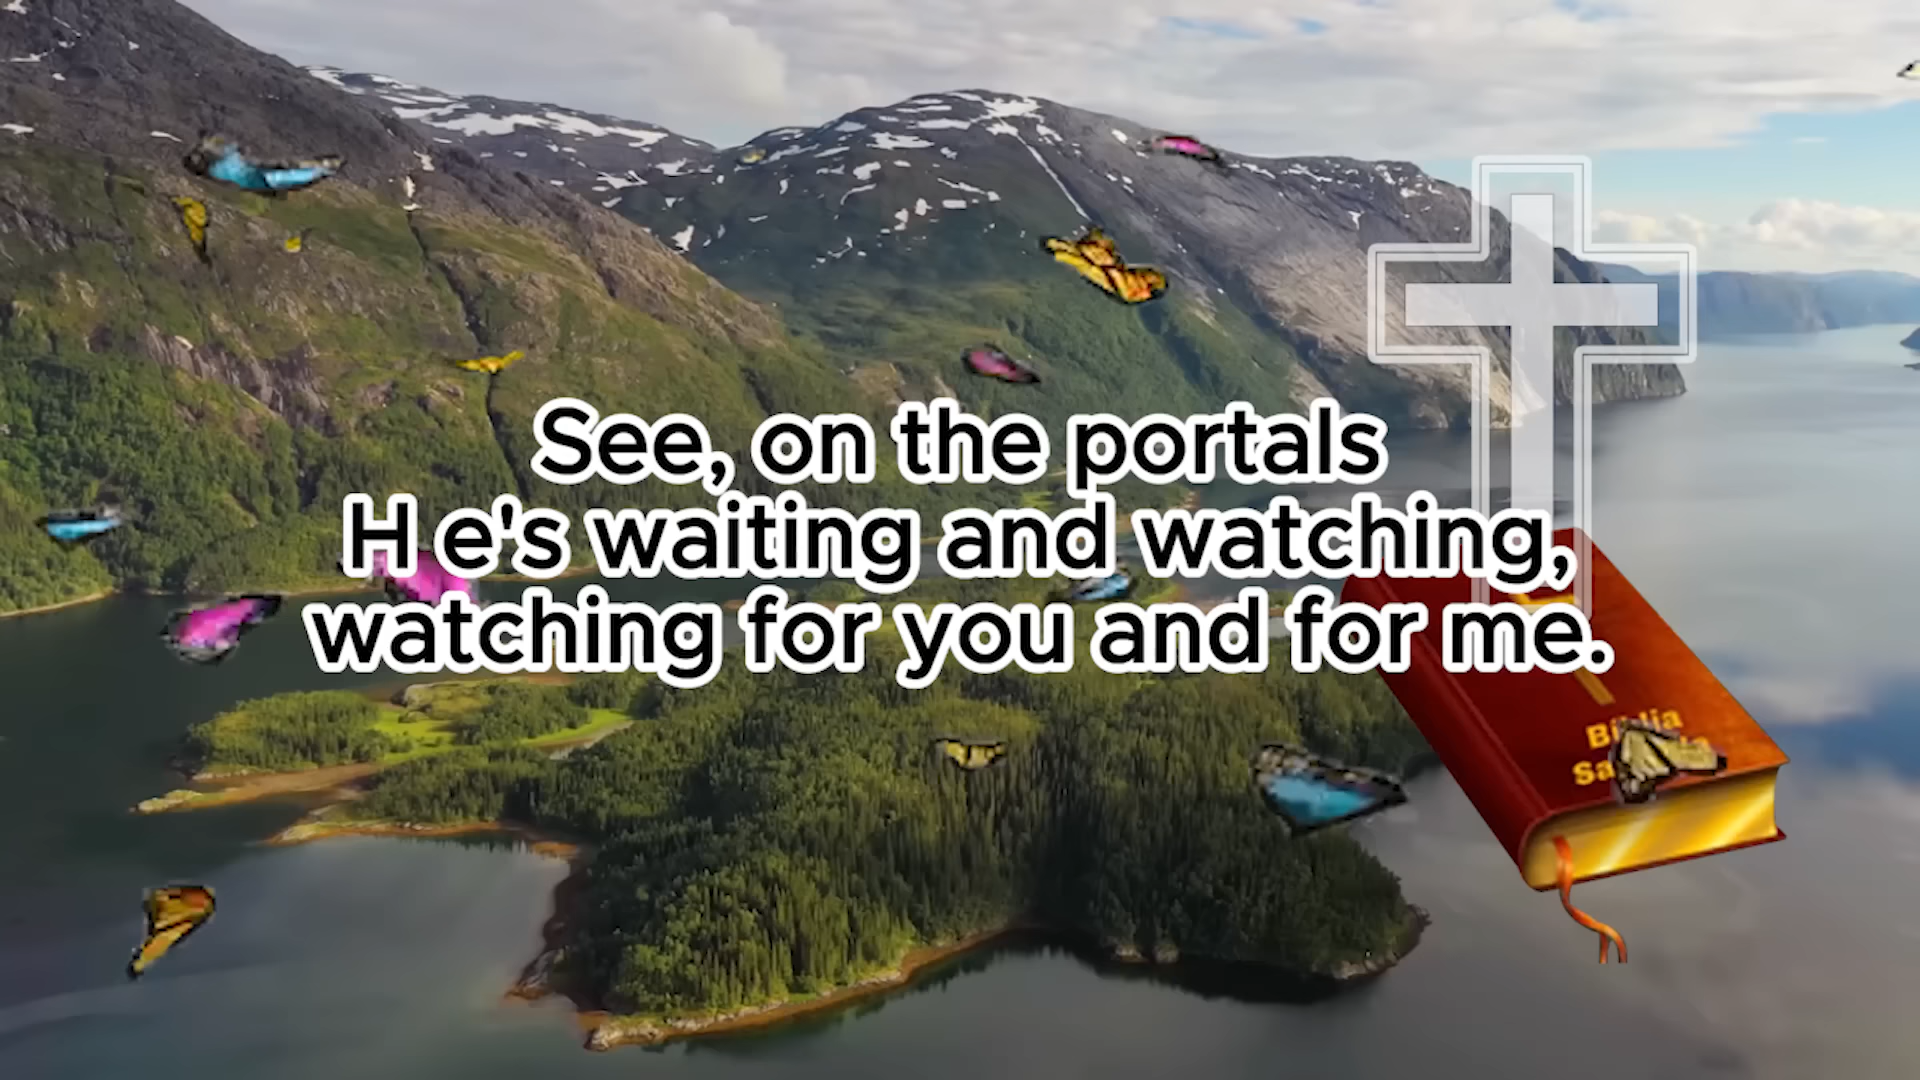 See, on the portals
H e's waiting and watching,
watching for you and for me.